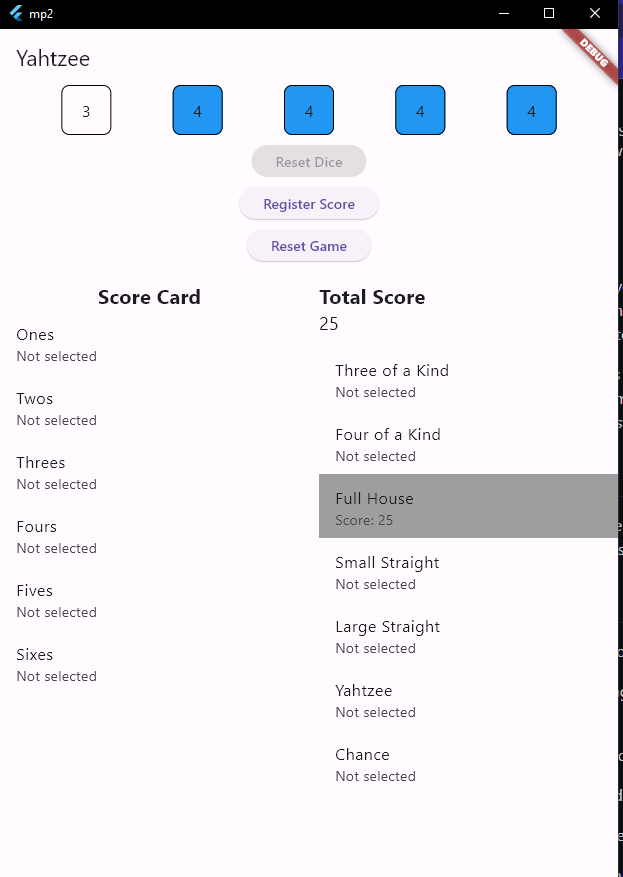 mp2
DEBUG
Yahtzee
3 4 4 4 4
Reset Dice
Register Score
Reset Game
Score Card
Ones
Not selected
Twos
Not selected
Threes
Not selected
Fours
Not selected
Fives
Not selected
Sixes
Not selected
Total Score
25
Three of a Kind
Not selected
Four of a Kind
Not selected
Full House
Score: 25
Small Straight
Not selected
Large Straight
Not selected
Yahtzee
Not selected
Chance
Not selected